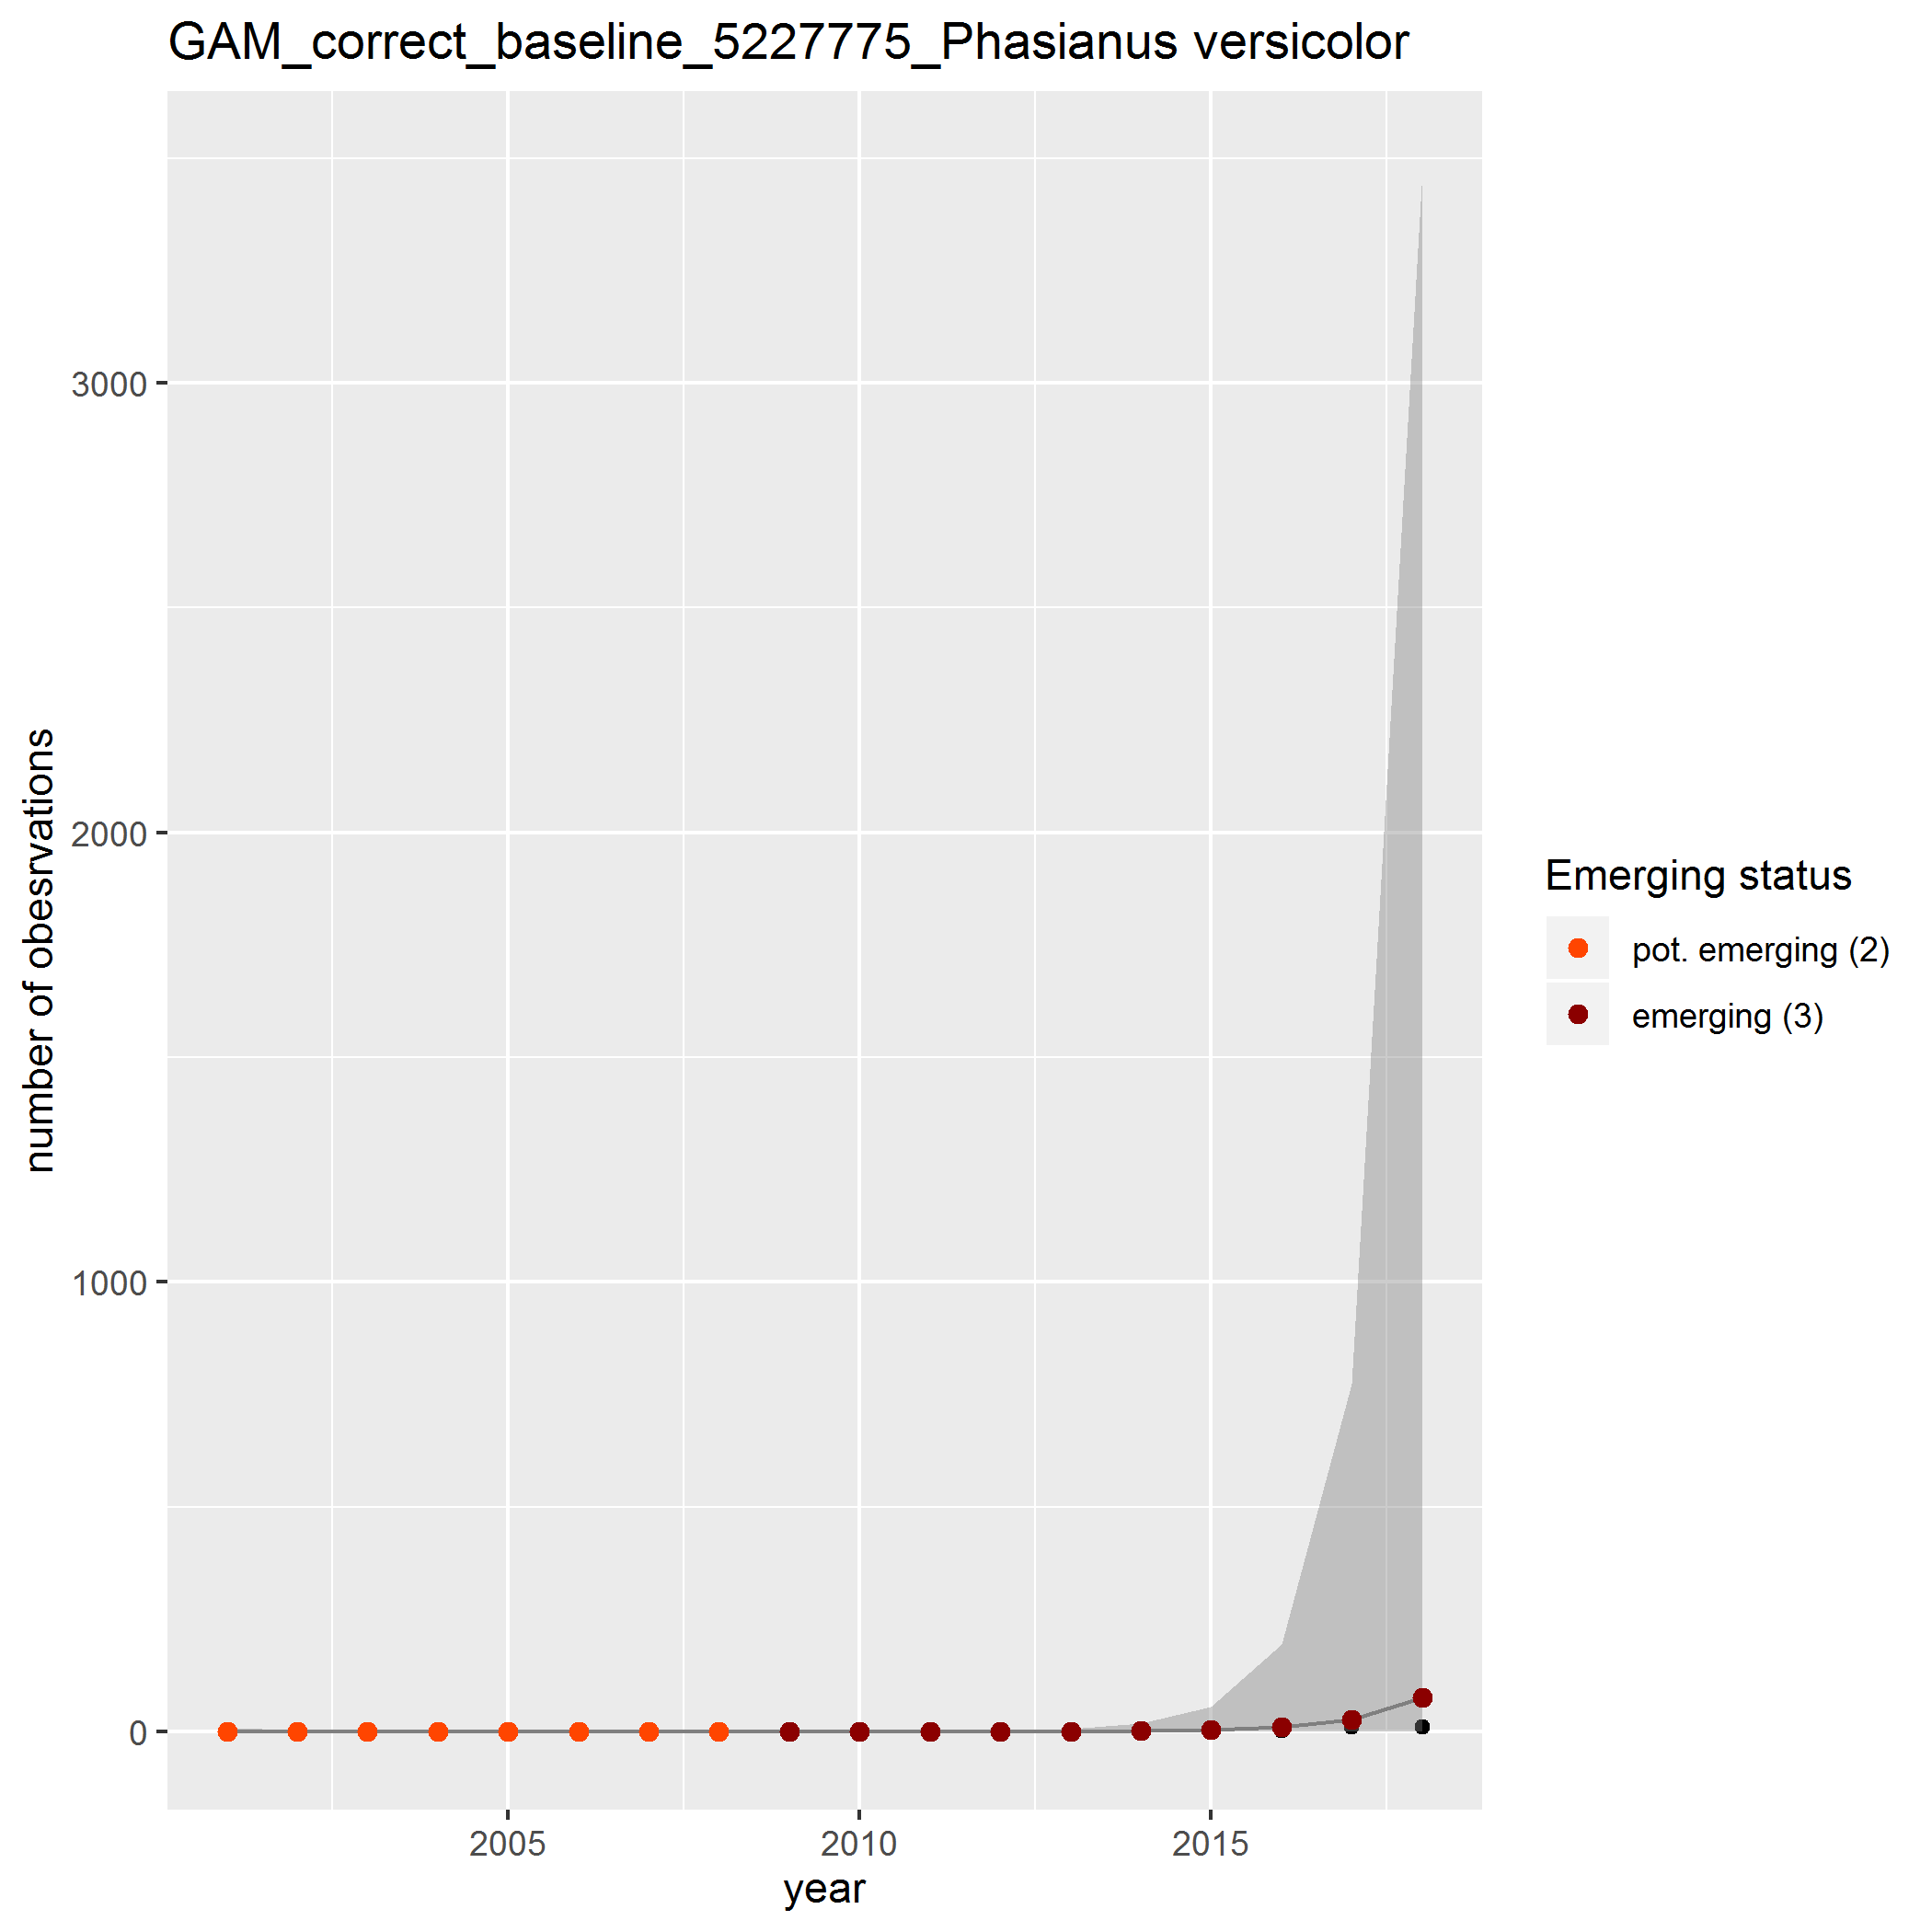 GAM_correct_baseline_5227775_Phasianus versicolor
number of obesrvations
3000
2000
1000
0
2005
2010
2015
year
Emerging status
pot. emerging (2)
emerging (3)